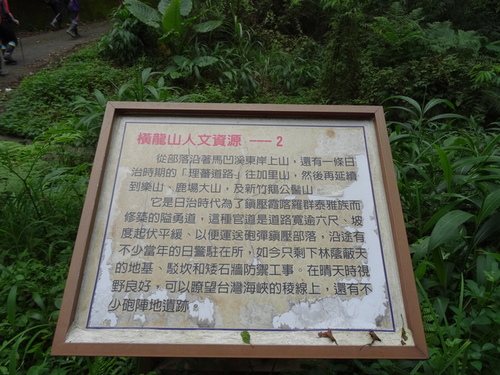 橫龍山人文資源 —— 2
從部落沿著馬凹溪東岸上山，還有一條日
治時期的「理蕃道路」往加里山，然後再延續
到樂山、鹿場大山，及新竹鵝公髻山。
它是日治時代為了鎮壓霞喀羅群泰雅族而
修築的隘勇道，這種官道是道路寬逾六尺、坡
度起伏平緩、以便運送砲彈鎮壓部落，沿途有
不少當年的日警駐在所，如今只剩下林蔭蔽天
的地基、駁坎和矮石牆防禦工事。在晴天時視
野良好，可以瞭望台灣海峽的稜線上，還有不
少砲陣地遺跡。